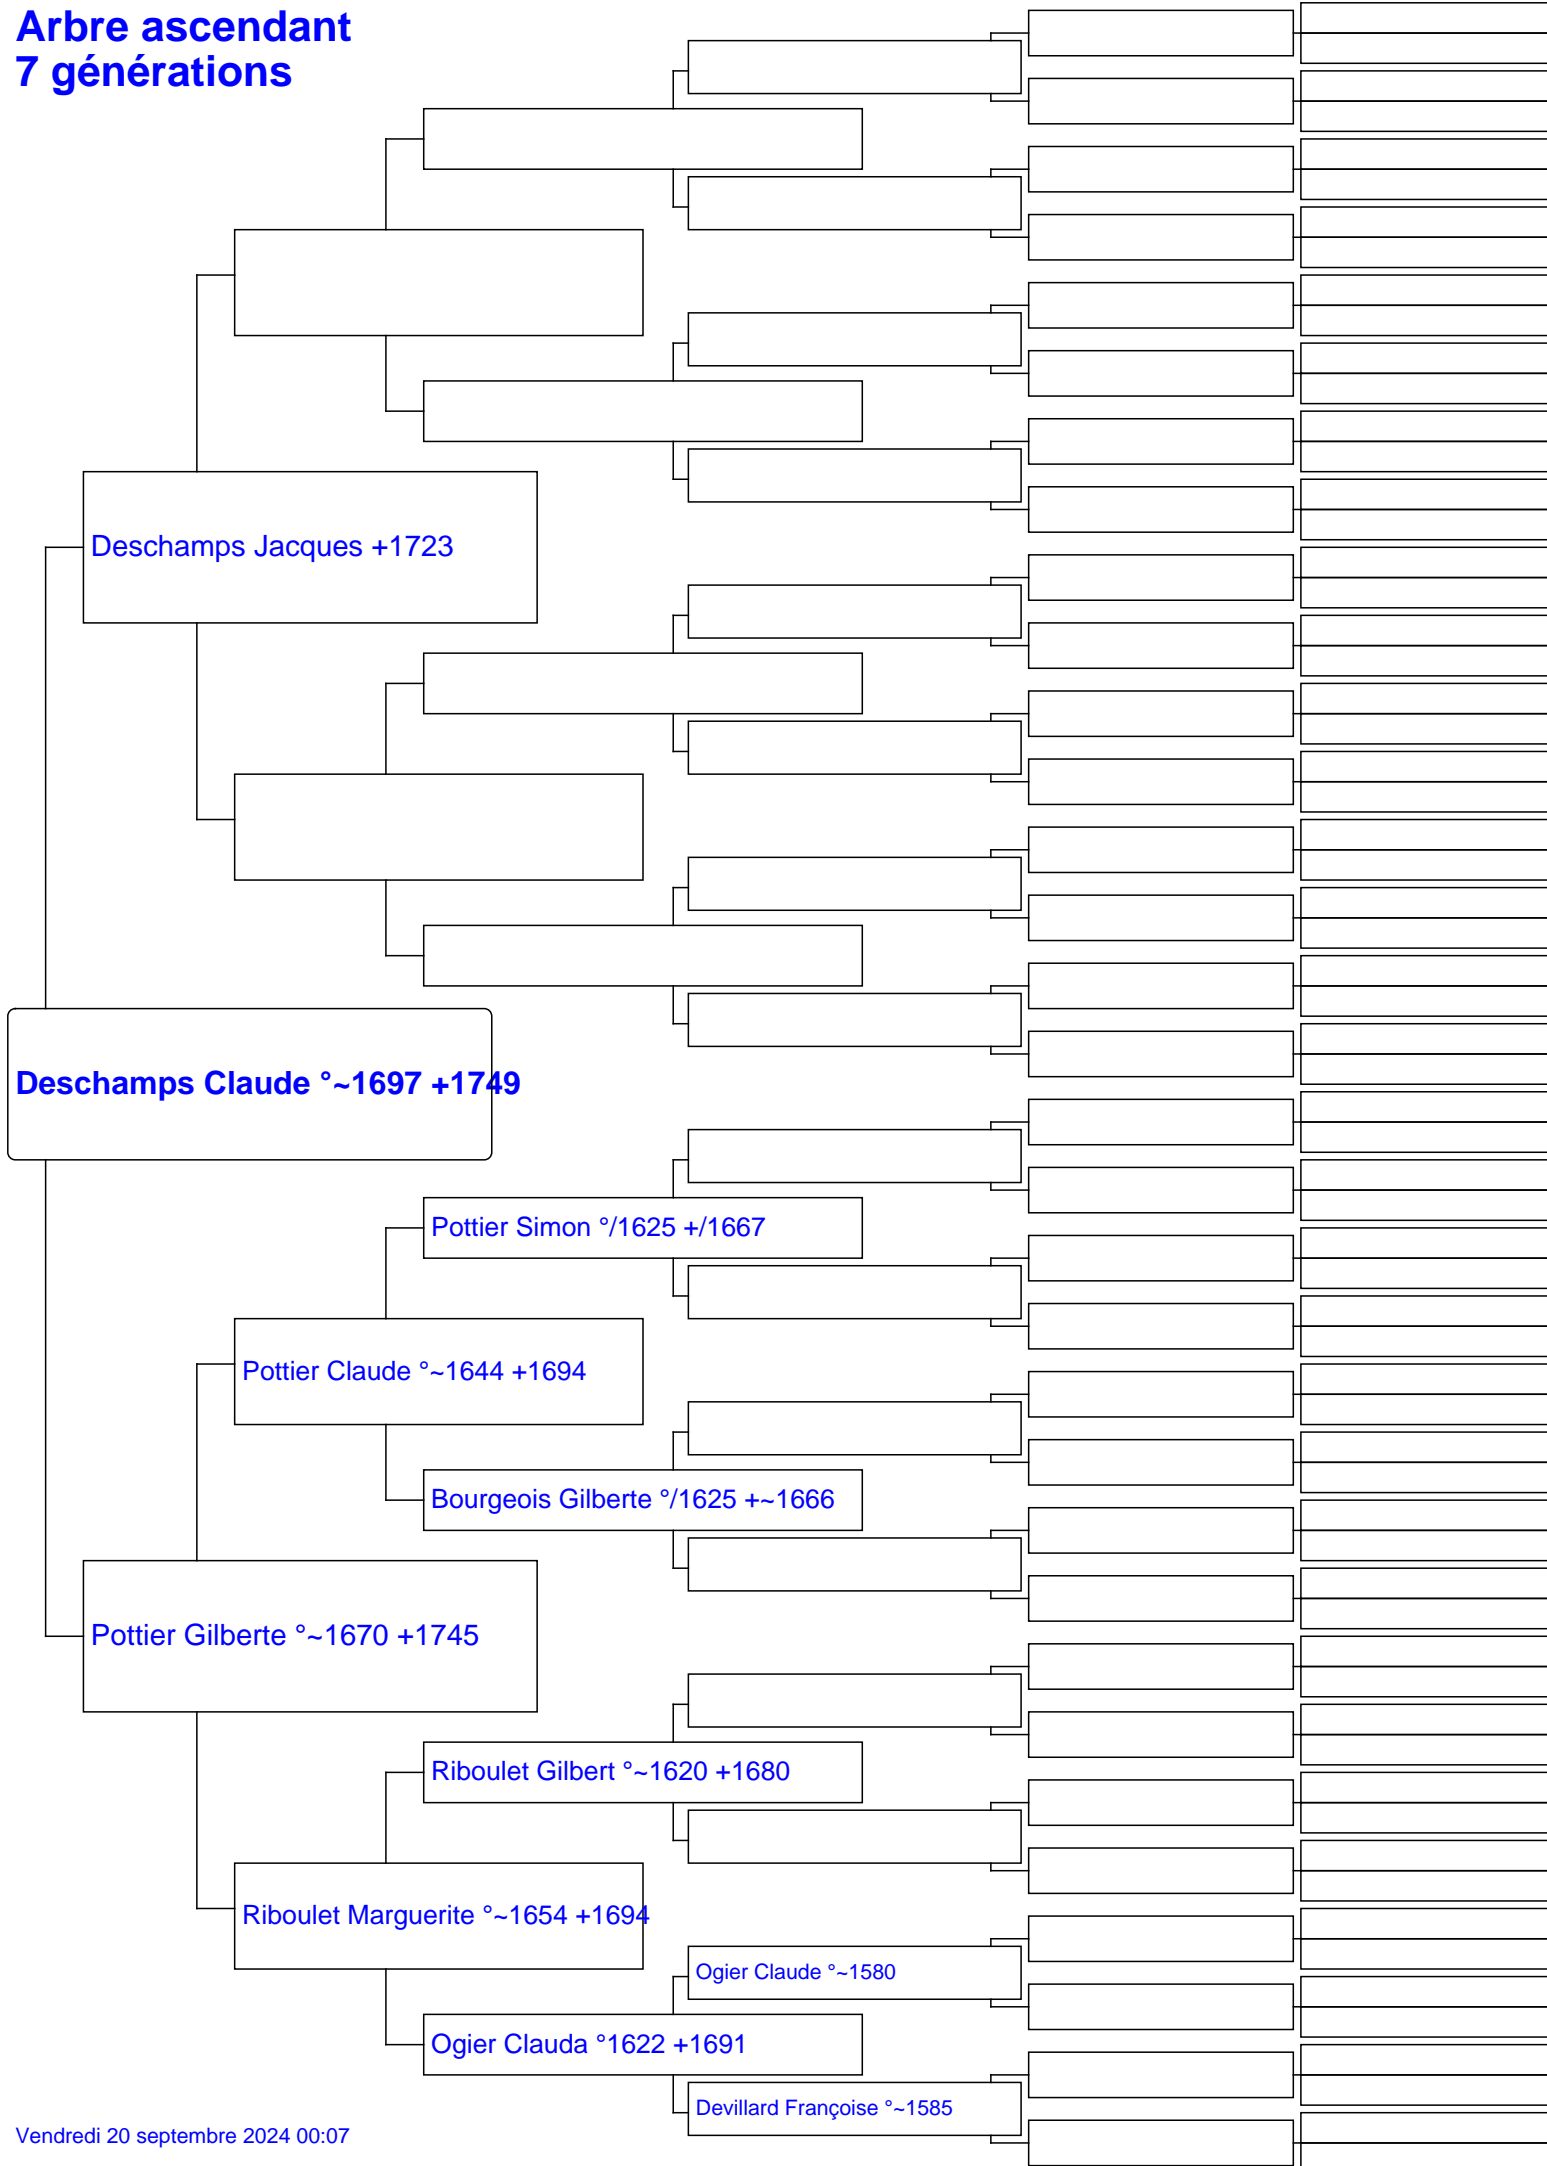 Arbre ascendant
7 générations
Deschamps Jacques +1723
Deschamps Claude °~1697 +1749
Pottier Simon °/1625 +/1667
Pottier Claude °~1644 +1694
Bourgeois Gilberte °/1625 +~1666
Pottier Gilberte °~1670 +1745
Riboulet Gilbert °~1620 +1680
Riboulet Marguerite °~1654 +1694
Ogier Claude °~1580
Ogier Clauda °1622 +1691
Devillard Françoise °~1585
Vendredi 20 septembre 2024 00:07